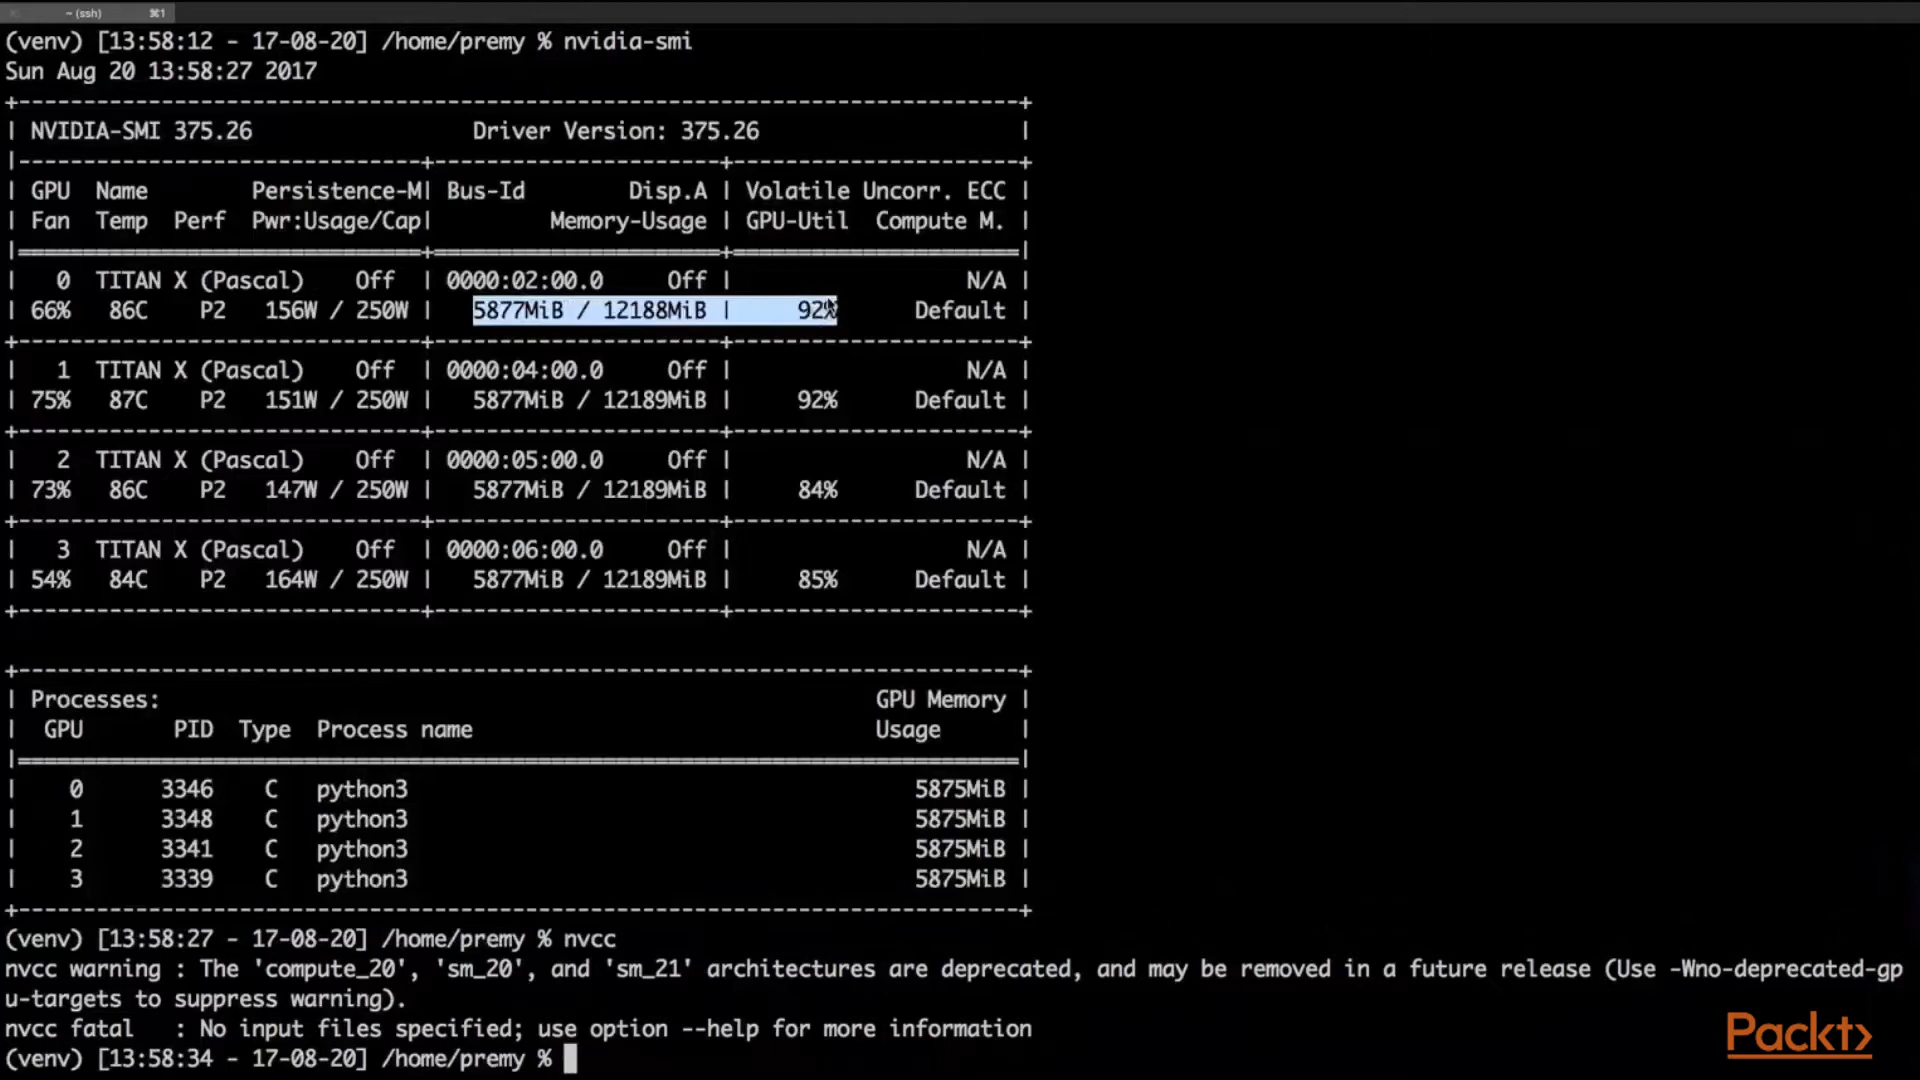 ~ (ssh) ⌘1
(venv) [13:58:12 - 17-08-20] /home/premy % nvidia-smi
Sun Aug 20 13:58:27 2017
+-----------------------------------------------------------------------------+
| NVIDIA-SMI 375.26                 Driver Version: 375.26                    |
|-------------------------------+----------------------+----------------------+
| GPU  Name        Persistence-M| Bus-Id        Disp.A | Volatile Uncorr. ECC |
| Fan  Temp  Perf  Pwr:Usage/Cap|         Memory-Usage | GPU-Util  Compute M. |
|===============================+======================+======================|
|   0  TITAN X (Pascal)    Off  | 0000:02:00.0     Off |                  N/A |
| 66%   86C    P2   156W / 250W |   5877MiB / 12188MiB |     92%      Default |
+-------------------------------+----------------------+----------------------+
|   1  TITAN X (Pascal)    Off  | 0000:04:00.0     Off |                  N/A |
| 75%   87C    P2   151W / 250W |   5877MiB / 12189MiB |     92%      Default |
+-------------------------------+----------------------+----------------------+
|   2  TITAN X (Pascal)    Off  | 0000:05:00.0     Off |                  N/A |
| 73%   86C    P2   147W / 250W |   5877MiB / 12189MiB |     84%      Default |
+-------------------------------+----------------------+----------------------+
|   3  TITAN X (Pascal)    Off  | 0000:06:00.0     Off |                  N/A |
| 54%   84C    P2   164W / 250W |   5877MiB / 12189MiB |     85%      Default |
+-------------------------------+----------------------+----------------------+
+-----------------------------------------------------------------------------+
| Processes:                                                       GPU Memory |
|  GPU       PID  Type  Process name                               Usage      |
|=============================================================================|
|    0      3346    C   python3                                       5875MiB |
|    1      3348    C   python3                                       5875MiB |
|    2      3341    C   python3                                       5875MiB |
|    3      3339    C   python3                                       5875MiB |
+-----------------------------------------------------------------------------+
(venv) [13:58:27 - 17-08-20] /home/premy % nvcc
nvcc warning : The 'compute_20', 'sm_20', and 'sm_21' architectures are deprecated, and may be removed in a future release (Use -Wno-deprecated-gp
u-targets to suppress warning).
nvcc fatal   : No input files specified; use option --help for more information
(venv) [13:58:34 - 17-08-20] /home/premy %
Packt>